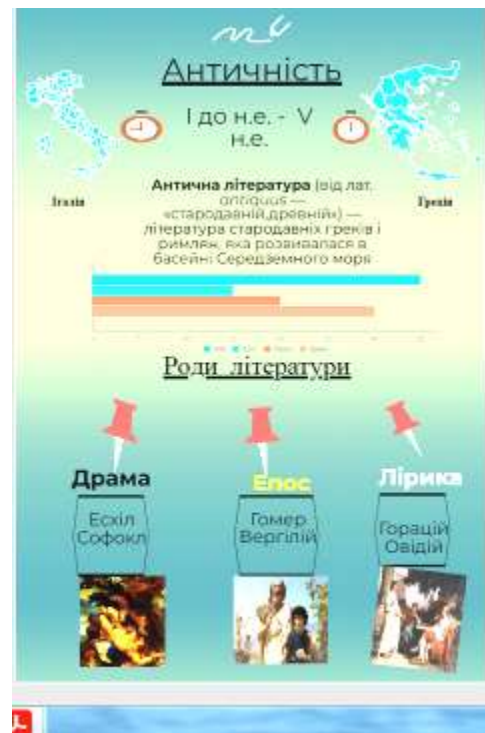 Античність
І до н.е. - V
н.е.
Італія
Греція
Антична література (від лат.
antiquus —
«стародавній,древній») —
література стародавніх греків і
римлян, яка розвивалася в
басейні Середземного моря
Роди літератури
Драма
Епос
Лірика
Есхіл
Софокл
Гомер
Вергілій
Горацій
Овідій